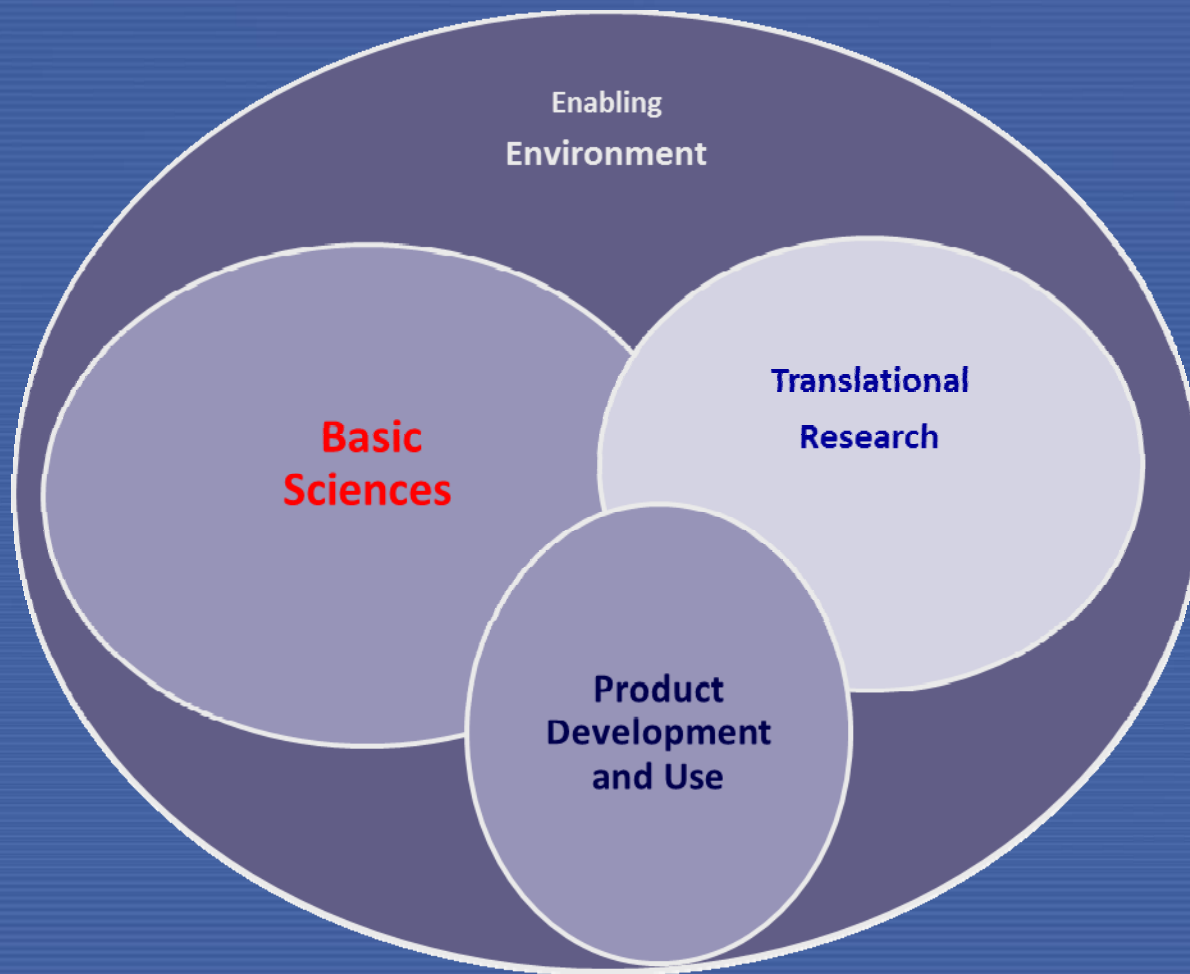 Enabling
Environment
Translational
Research
Basic
Sciences
Product
Development
and Use